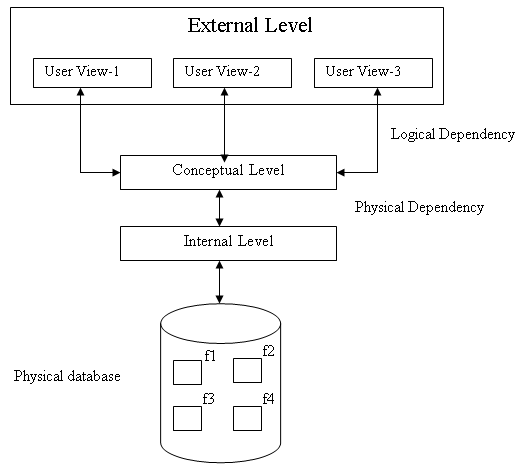 External Level
User View-1
User View-2
User View-3
Logical Dependency
Conceptual Level
Physical Dependency
Internal Level
f1
f2
Physical database
f3
f4